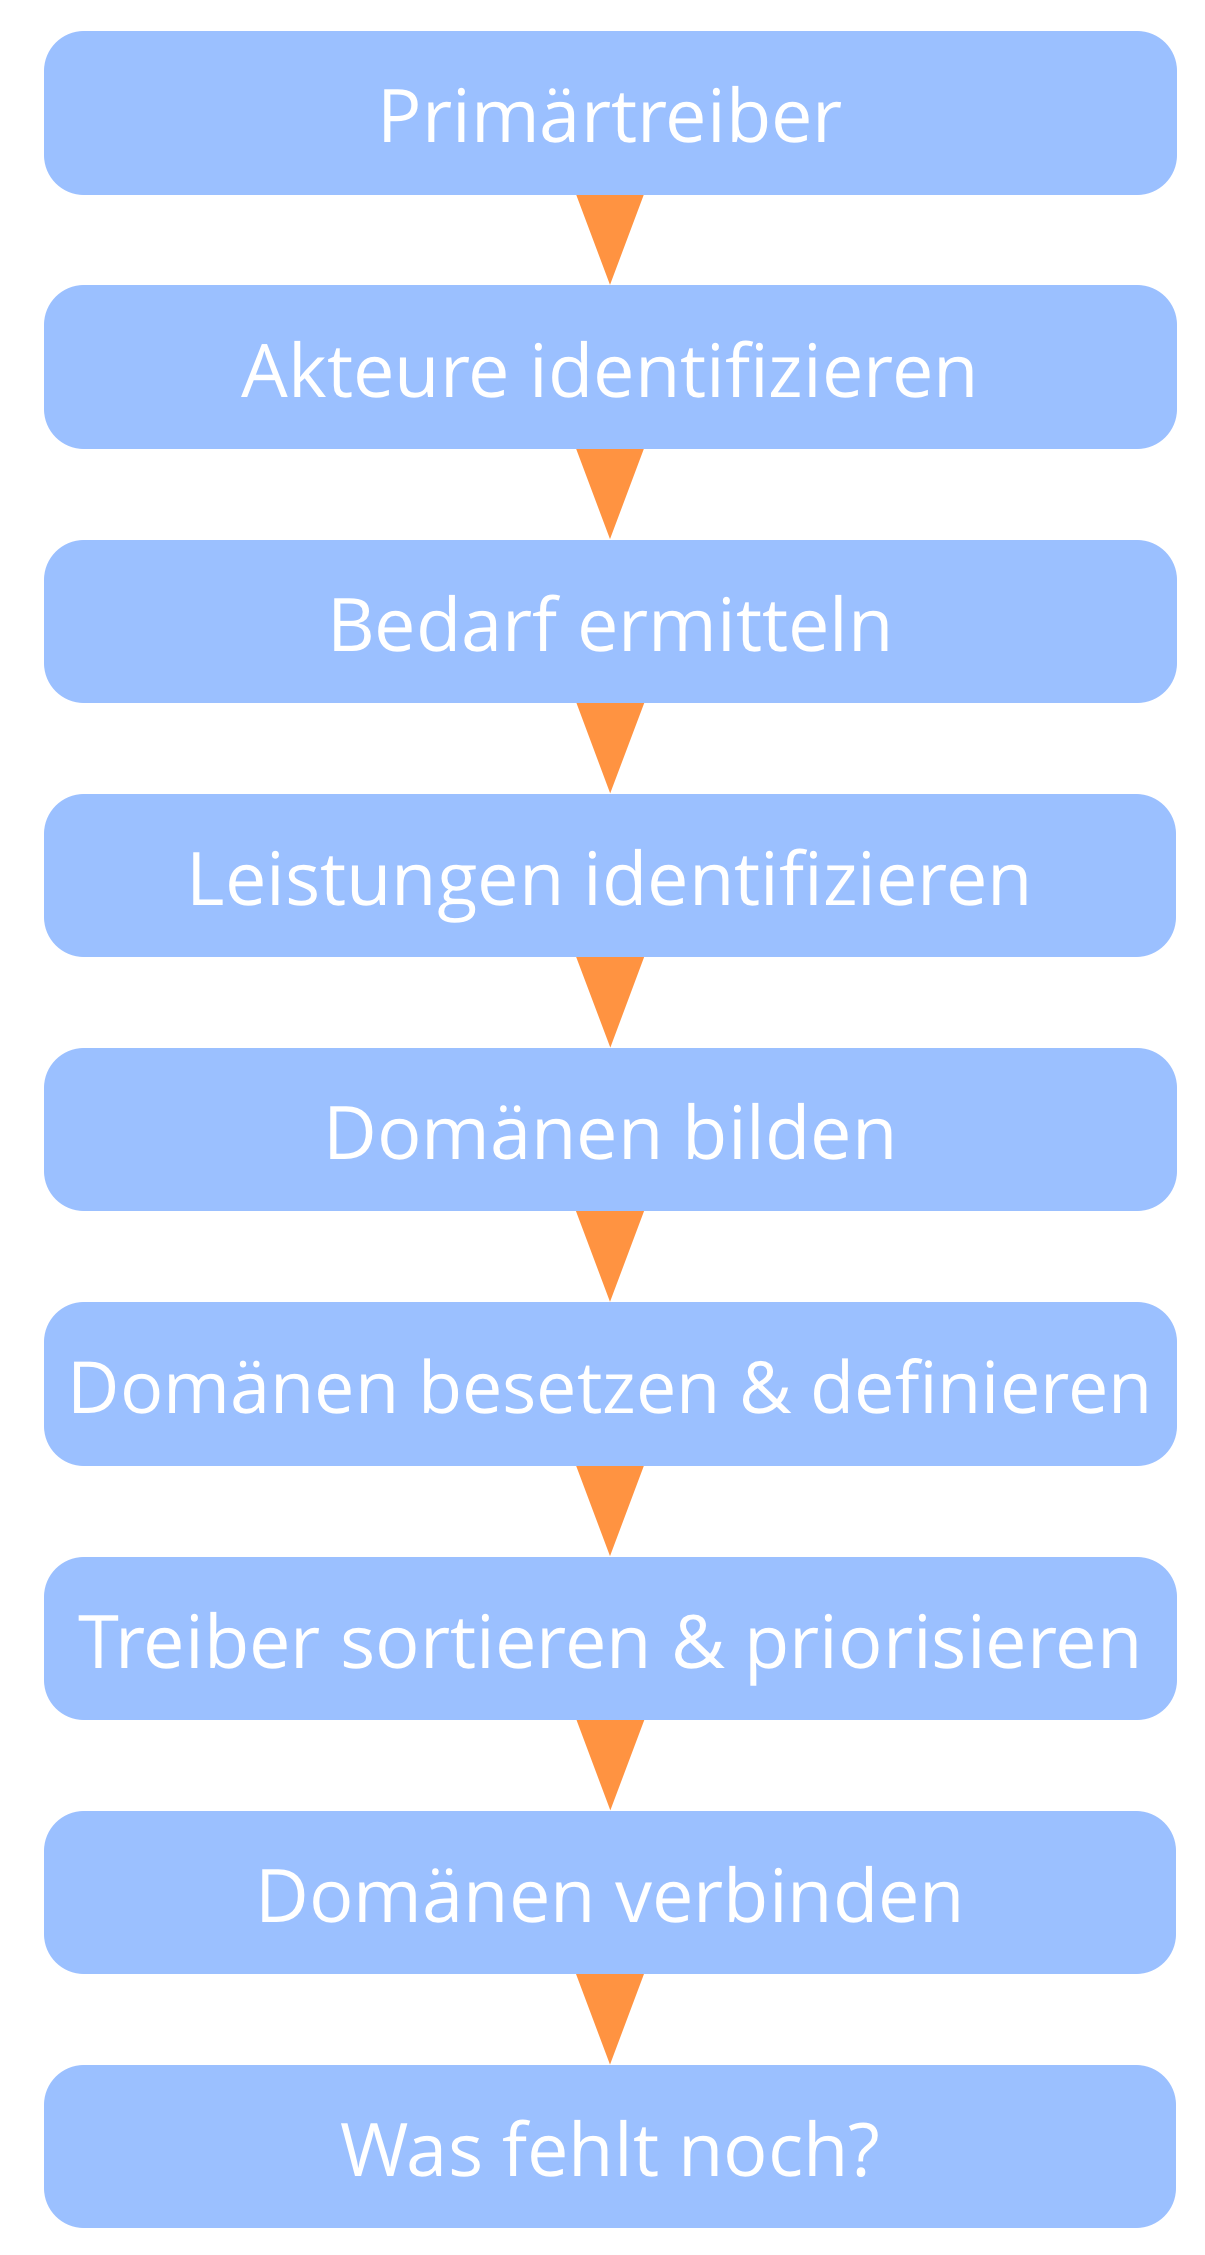 Primärtreiber
Akteure identifizieren
Bedarf ermitteln
Leistungen identifizieren
Domänen bilden
Domänen besetzen & definieren
Treiber sortieren & priorisieren
Domänen verbinden
Was fehlt noch?